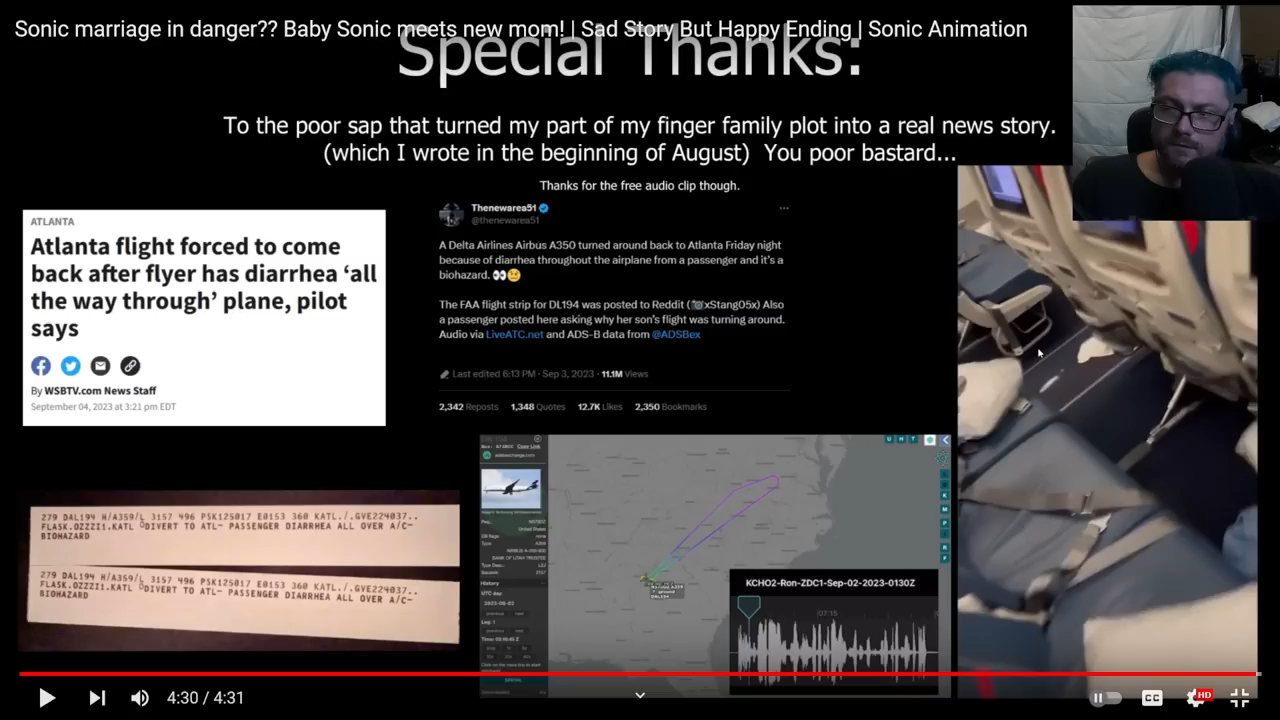 Sonic marriage in danger?? Baby Sonic meets new mom! | Sad Story But Happy Ending | Sonic Animation
Special Thanks:
To the poor sap that turned my part of my finger family plot into a real news story.
(which I wrote in the beginning of August)  You poor bastard...
Thanks for the free audio clip though.
ATLANTA
Atlanta flight forced to come
back after flyer has diarrhea ‘all
the way through’ plane, pilot
says
By WSBTV.com News Staff
September 04, 2023 at 3:21 pm EDT
Thenewarea51
@thenewarea51
A Delta Airlines Airbus A350 turned around back to Atlanta Friday night
because of diarrhea throughout the airplane from a passenger and it's a
biohazard. 👀🤢
The FAA flight strip for DL194 was posted to Reddit (📷xStang05x) Also
a passenger posted here asking why her son's flight was turning around.
Audio via LiveATC.net and ADS-B data from @ADSBex
Last edited 6:13 PM · Sep 3, 2023 · 11.1M Views
2,342 Reposts 1,348 Quotes 12.7K Likes 2,350 Bookmarks
279 DAL194 H/A359/L 3157 496 P5K125017 E0153 360 KATL./.GVE224037..
FLASK.OZZZI1.KATL DIVERT TO ATL- PASSENGER DIARRHEA ALL OVER A/C-
BIOHAZARD
279 DAL194 H/A359/L 3157 496 P5K125017 E0153 360 KATL./.GVE224037..
FLASK.OZZZI1.KATL DIVERT TO ATL- PASSENGER DIARRHEA ALL OVER A/C-
BIOHAZARD
Copy Link
History
U H T
KCHO2-Ron-ZDC1-Sep-02-2023-0130Z
07:15
4:30 / 4:31
CC
HD